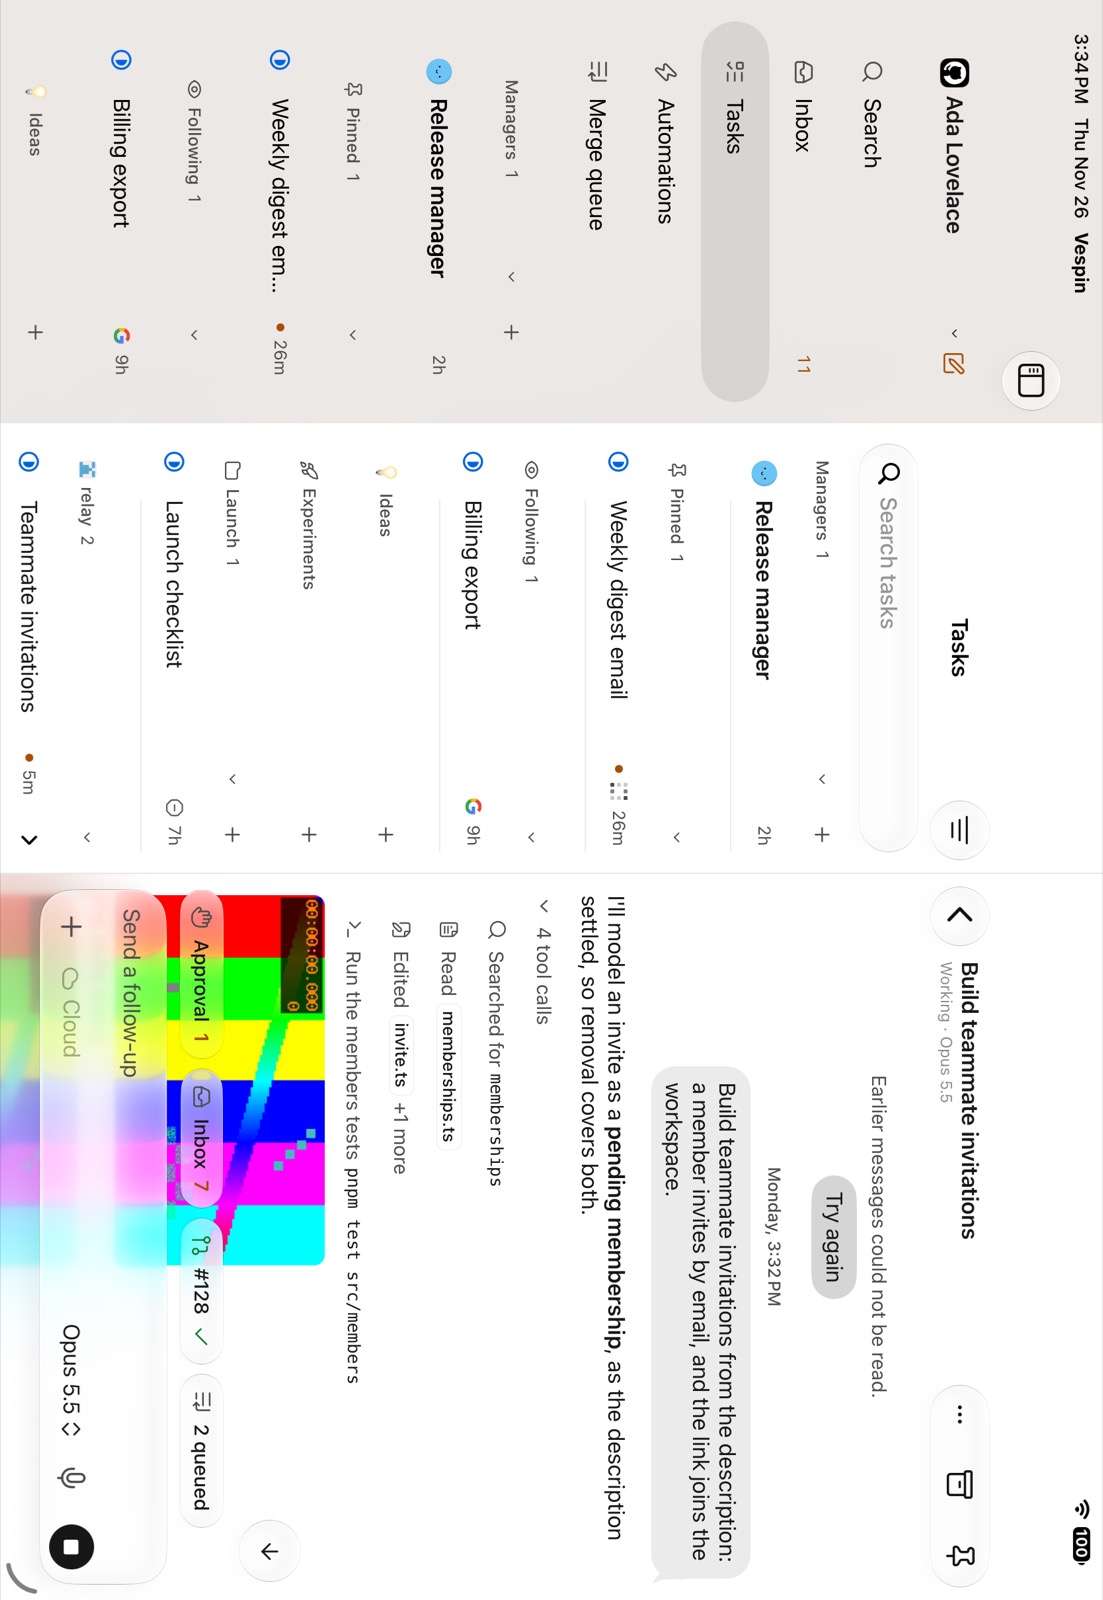 3:34 PM Thu Nov 26 Vespin
100
Ada Lovelace
Search
Inbox 11
Tasks
Automations
Merge queue
Managers 1
Release manager 2h
Pinned 1
Weekly digest em... 26m
Following 1
Billing export 9h
Ideas
Tasks
Search tasks
Managers 1
Release manager 2h
Pinned 1
Weekly digest email 26m
Following 1
Billing export 9h
Ideas
Experiments
Launch 1
Launch checklist 7h
relay 2
Teammate invitations 5m
Build teammate invitations
Working · Opus 5.5
Earlier messages could not be read.
Try again
Monday, 3:32 PM
Build teammate invitations from the description:
a member invites by email, and the link joins the
workspace.
I'll model an invite as a pending membership, as the description
settled, so removal covers both.
4 tool calls
Searched for memberships
Read memberships.ts
Edited invite.ts +1 more
Run the members tests pnpm test src/members
00:00:00.000
0
Approval 1 Inbox 7 #128 2 queued
Send a follow-up
Cloud Opus 5.5